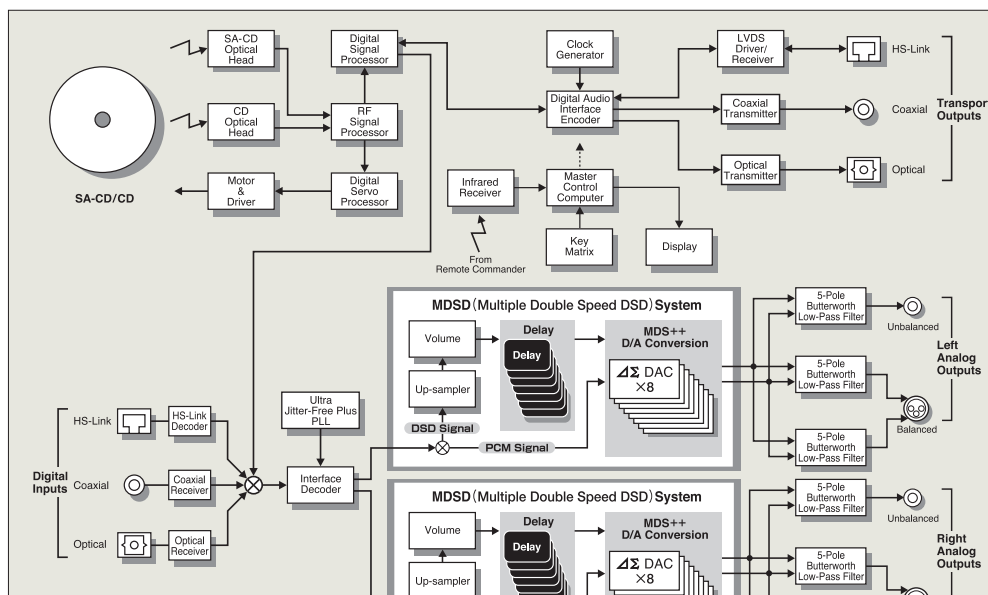 SA-CD
Optical
Head
Digital
Signal
Processor
Clock
Generator
LVDS
Driver/
Receiver
HS-Link
CD
Optical
Head
RF
Signal
Processor
Digital Audio
Interface
Encoder
Coaxial
Transmitter
Coaxial
Transport
Outputs
SA-CD/CD
Motor
&
Driver
Digital
Servo
Processor
Infrared
Receiver
Master
Control
Computer
Optical
Transmitter
Optical
From
Remote Commander
Key
Matrix
Display
MDSD (Multiple Double Speed DSD) System
Volume
Delay
Delay
MDS++
D/A Conversion
Up-sampler
ΔΣ DAC
×8
DSD Signal
PCM Signal
5-Pole
Butterworth
Low-Pass Filter
Unbalanced
5-Pole
Butterworth
Low-Pass Filter
Left
Analog
Outputs
Balanced
5-Pole
Butterworth
Low-Pass Filter
Ultra
Jitter-Free Plus
PLL
Digital
Inputs
HS-Link
HS-Link
Decoder
Coaxial
Coaxial
Receiver
Interface
Decoder
Optical
Optical
Receiver
MDSD (Multiple Double Speed DSD) System
Volume
Delay
Delay
MDS++
D/A Conversion
Up-sampler
ΔΣ DAC
×8
5-Pole
Butterworth
Low-Pass Filter
Unbalanced
5-Pole
Butterworth
Low-Pass Filter
Right
Analog
Outputs